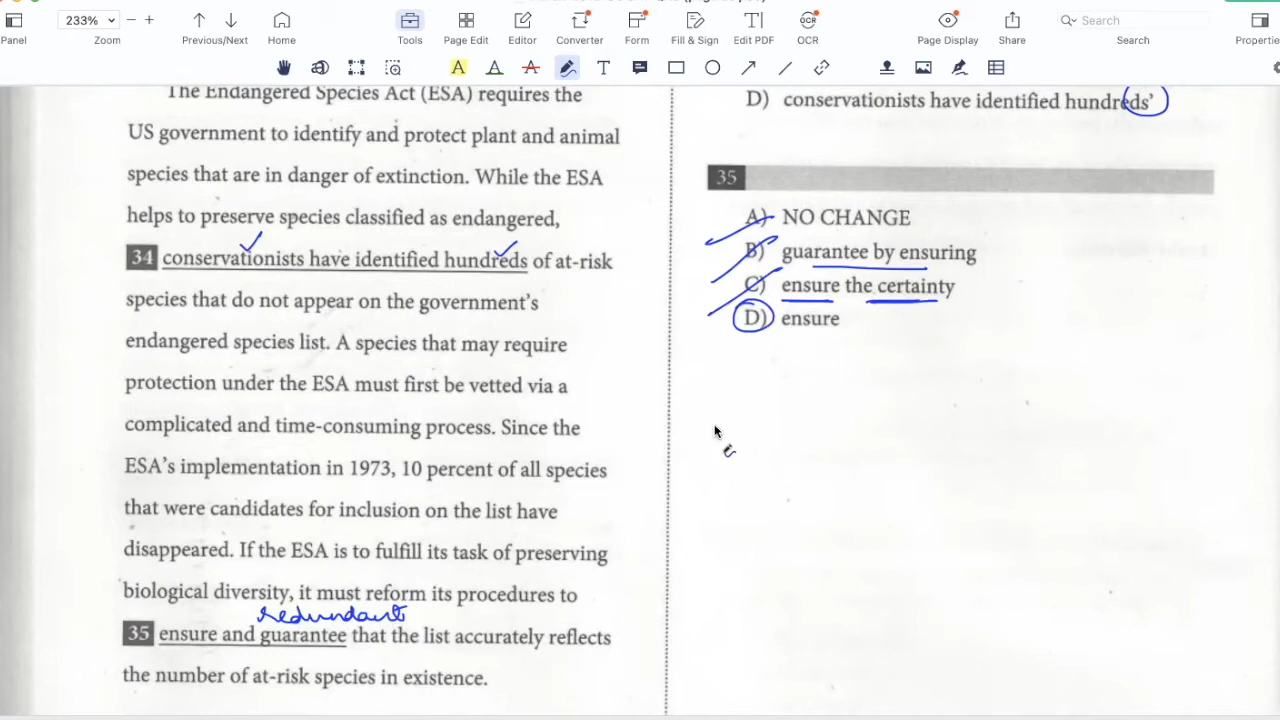 233%
Search
Panel
Zoom
Previous/Next
Home
Tools
Page Edit
Editor
Converter
Form
Fill & Sign
Edit PDF
OCR
OCR
Page Display
Share
Search
Propertie
The Endangered Species Act (ESA) requires the
US government to identify and protect plant and animal
species that are in danger of extinction. While the ESA
helps to preserve species classified as endangered,
34 conservationists have identified hundreds of at-risk
species that do not appear on the government's
endangered species list. A species that may require
protection under the ESA must first be vetted via a
complicated and time-consuming process. Since the
ESA's implementation in 1973, 10 percent of all species
that were candidates for inclusion on the list have
disappeared. If the ESA is to fulfill its task of preserving
biological diversity, it must reform its procedures to
redundant
35 ensure and guarantee that the list accurately reflects
the number of at-risk species in existence.
D) conservationists have identified hundreds'
35
A) NO CHANGE
B) guarantee by ensuring
C) ensure the certainty
D) ensure